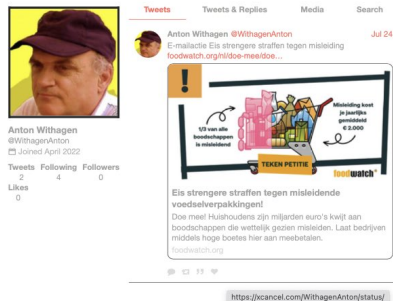 Tweets Tweets & Replies Media Search
Anton Withagen @WithagenAnton Jul 24
E-mailactie Eis strengere straffen tegen misleiding
foodwatch.org/nl/doe-mee/doe…
!
1/3 van alle
boodschappen
is misleidend
Misleiding kost
je jaarlijks
gemiddeld
€ 2.000
TEKEN PETITIE
foodwatch
Eis strengere straffen tegen misleidende
voedselverpakkingen!
Doe mee! Huishoudens zijn miljarden euro's kwijt aan
boodschappen die wettelijk gezien misleiden. Laat bedrijven
middels hoge boetes hier aan meebetalen.
foodwatch.org
Anton Withagen
@WithagenAnton
Joined April 2022
Tweets Following Followers
2 4 0
Likes
0
https://xcancel.com/WithagenAnton/status/